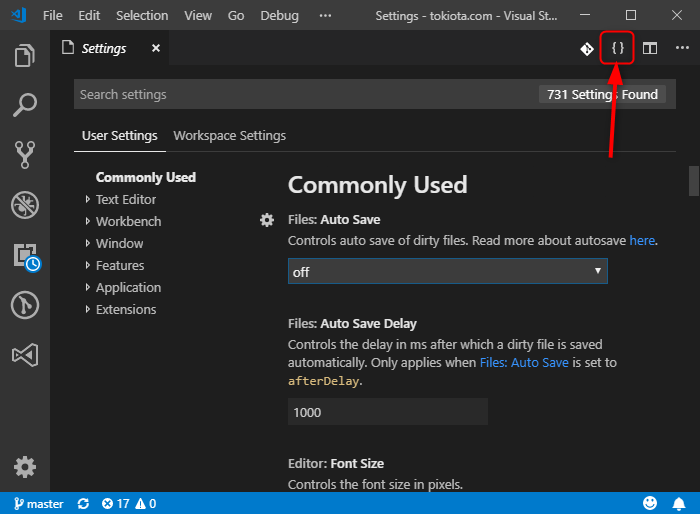 File Edit Selection View Go Debug ··· Settings - tokiota.com - Visual St...
Settings
{ } ···
Search settings 731 Settings Found
User Settings Workspace Settings
Commonly Used
Text Editor
Workbench
Window
Features
Application
Extensions
Commonly Used
Files: Auto Save
Controls auto save of dirty files. Read more about autosave here.
off
Files: Auto Save Delay
Controls the delay in ms after which a dirty file is saved
automatically. Only applies when Files: Auto Save is set to
afterDelay.
1000
Editor: Font Size
Controls the font size in pixels.
master 17 0